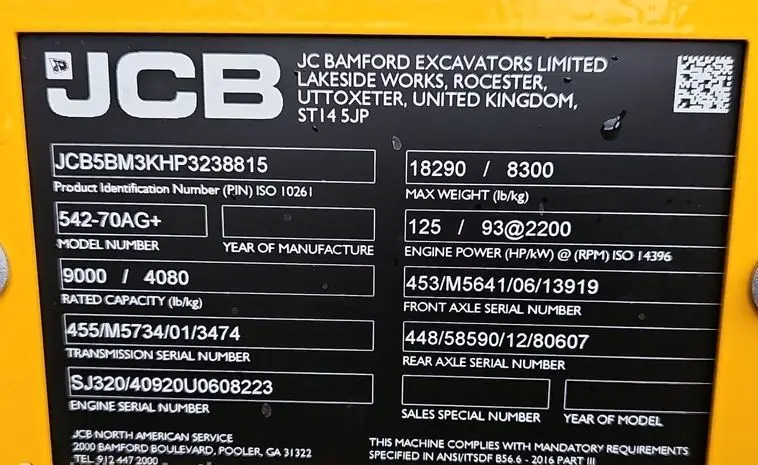 JCB
JC BAMFORD EXCAVATORS LIMITED
LAKESIDE WORKS, ROCESTER,
UTTOXETER, UNITED KINGDOM,
ST14 5JP
JCB5BM3KHP3238815
Product Identification Number (PIN) ISO 10261
542-70AG+
MODEL NUMBER
YEAR OF MANUFACTURE
9000 / 4080
RATED CAPACITY (lb/kg)
455/M5734/01/3474
TRANSMISSION SERIAL NUMBER
SJ320/40920U0608223
ENGINE SERIAL NUMBER
JCB NORTH AMERICAN SERVICE
2000 BAMFORD BOULEVARD, POOLER, GA 31322
TEL 912 447 2000
18290 / 8300
MAX WEIGHT (lb/kg)
125 / 93@2200
ENGINE POWER (HP/kW) @ (RPM) ISO 14396
453/M5641/06/13919
FRONT AXLE SERIAL NUMBER
448/58590/12/80607
REAR AXLE SERIAL NUMBER
SALES SPECIAL NUMBER
YEAR OF MODEL
THIS MACHINE COMPLIES WITH MANDATORY REQUIREMENTS
SPECIFIED IN ANSI/ITSDF B56.6 - 2016 PART III